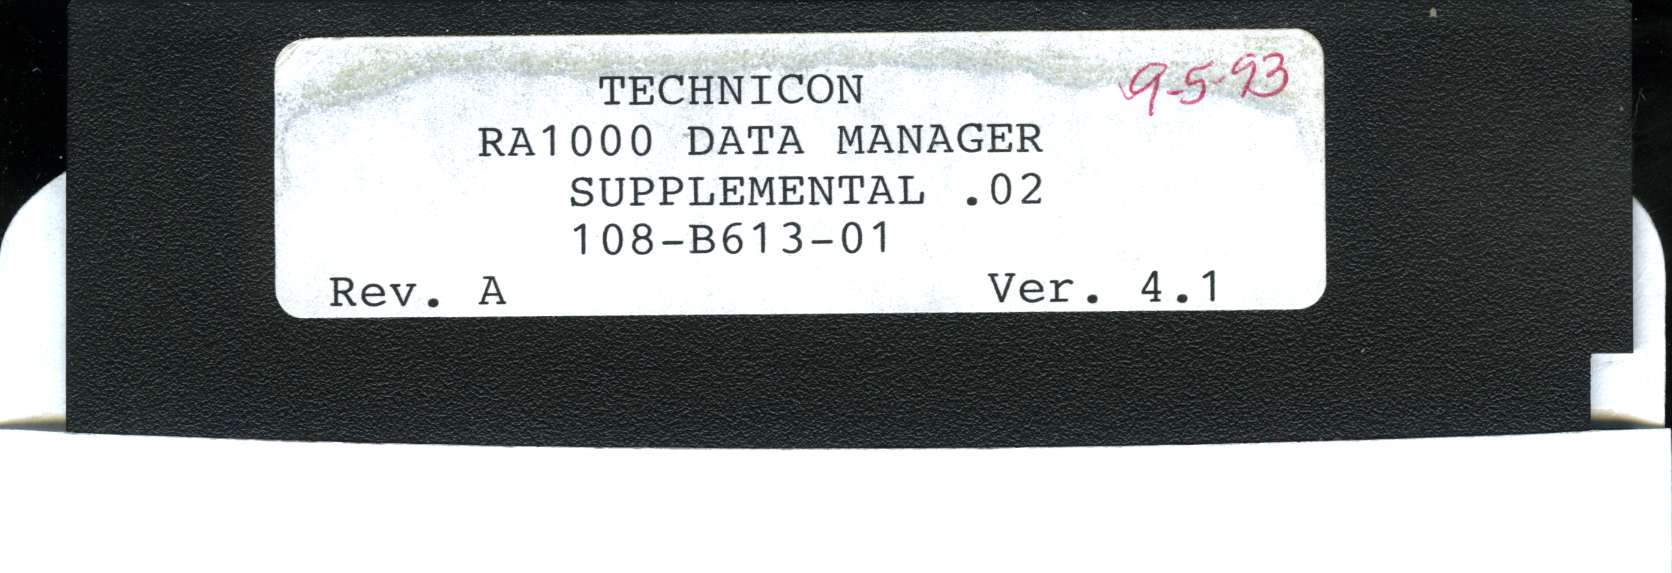 TECHNICON
9-5-93
RA1000 DATA MANAGER
SUPPLEMENTAL .02
108-B613-01
Rev. A Ver. 4.1